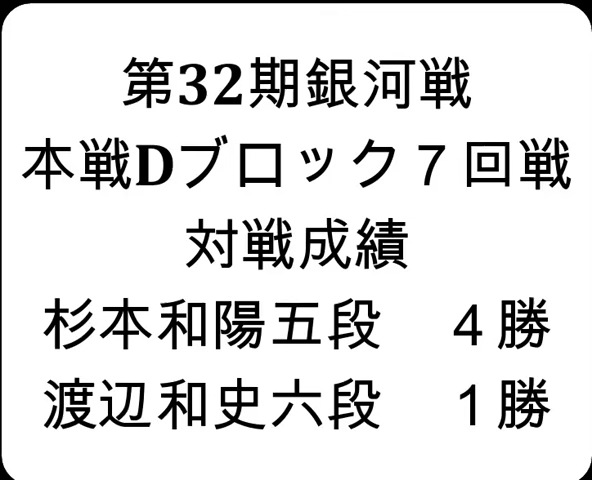 第32期銀河戦
本戦Dブロック７回戦
対戦成績
杉本和陽五段　４勝
渡辺和史六段　１勝